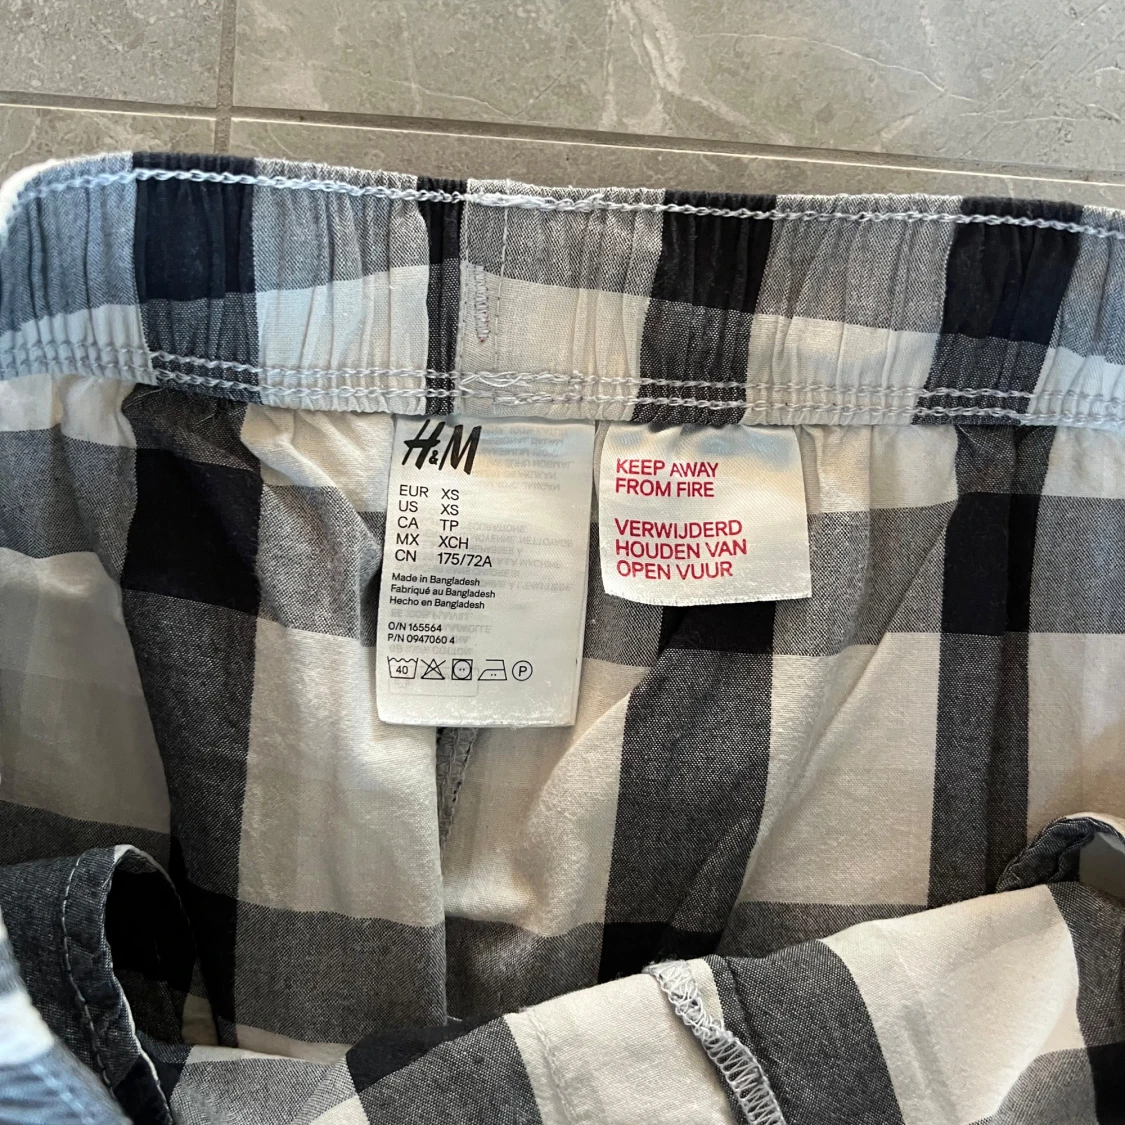 H&M
EUR XS
US XS
CA TP
MX XCH
CN 175/72A
Made in Bangladesh
Fabriqué au Bangladesh
Hecho en Bangladesh
O/N 165564
P/N 0947060 4
40
P
KEEP AWAY
FROM FIRE
VERWIJDERD
HOUDEN VAN
OPEN VUUR